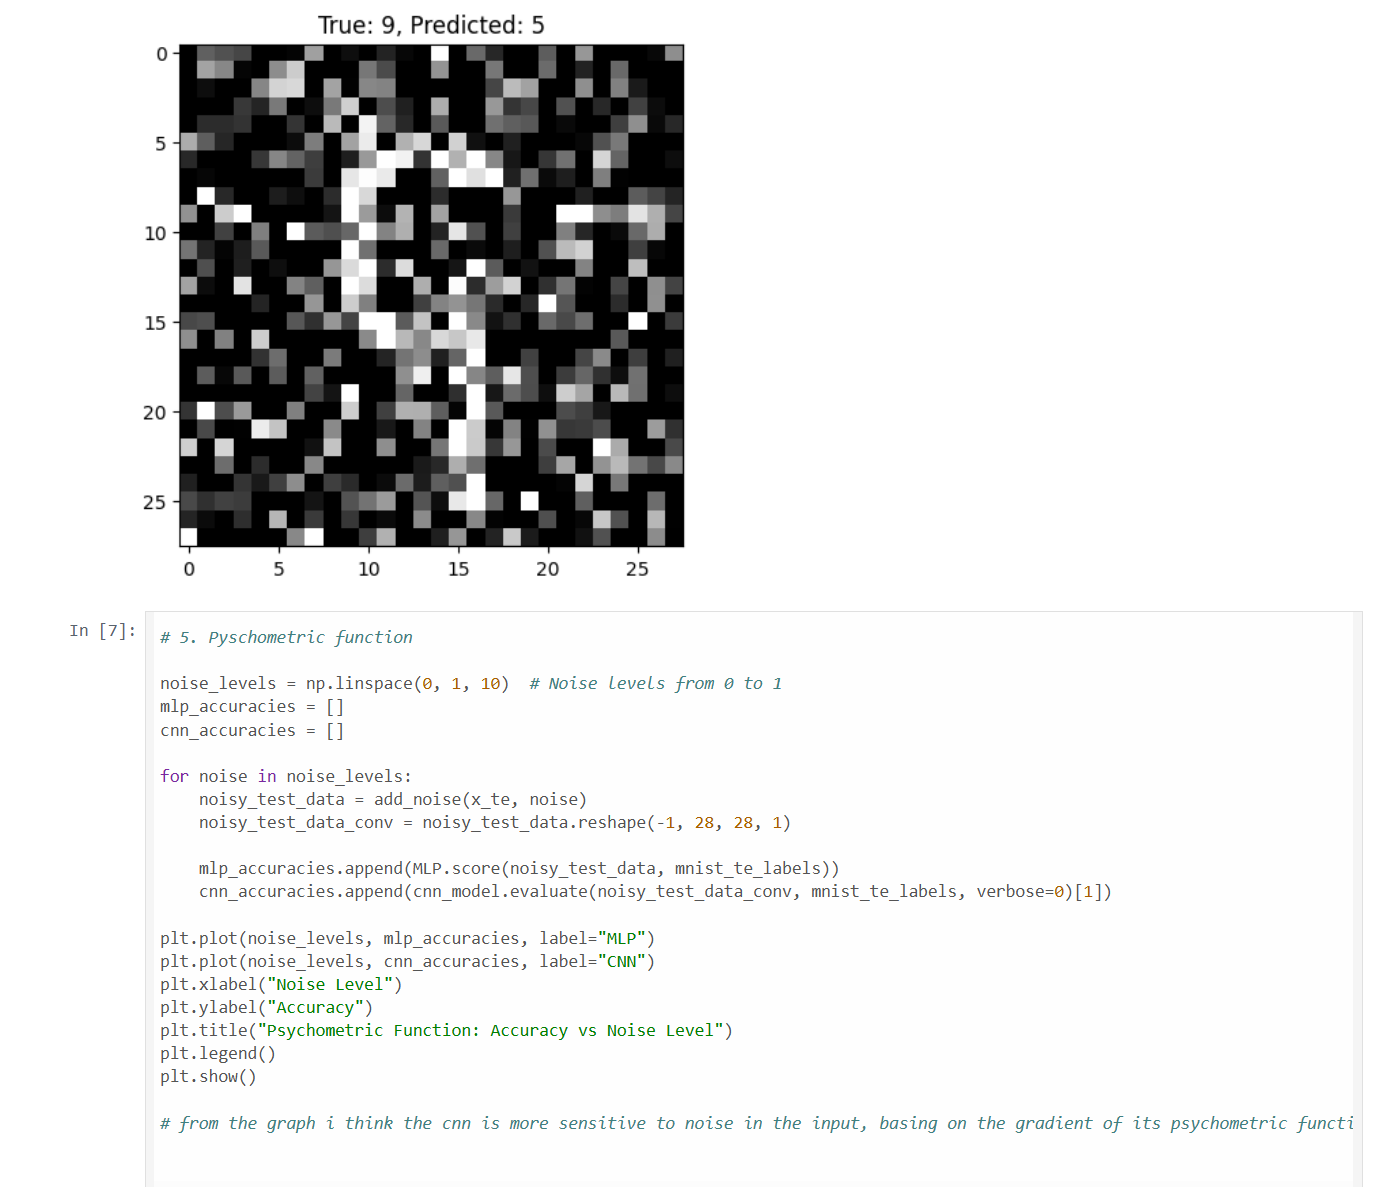 True: 9, Predicted: 5
0
5
10
15
20
25
0 5 10 15 20 25
In [7]:
# 5. Pyschometric function
noise_levels = np.linspace(0, 1, 10)  # Noise levels from 0 to 1
mlp_accuracies = []
cnn_accuracies = []
for noise in noise_levels:
    noisy_test_data = add_noise(x_te, noise)
    noisy_test_data_conv = noisy_test_data.reshape(-1, 28, 28, 1)
    mlp_accuracies.append(MLP.score(noisy_test_data, mnist_te_labels))
    cnn_accuracies.append(cnn_model.evaluate(noisy_test_data_conv, mnist_te_labels, verbose=0)[1])
plt.plot(noise_levels, mlp_accuracies, label="MLP")
plt.plot(noise_levels, cnn_accuracies, label="CNN")
plt.xlabel("Noise Level")
plt.ylabel("Accuracy")
plt.title("Psychometric Function: Accuracy vs Noise Level")
plt.legend()
plt.show()
# from the graph i think the cnn is more sensitive to noise in the input, basing on the gradient of its psychometric functi